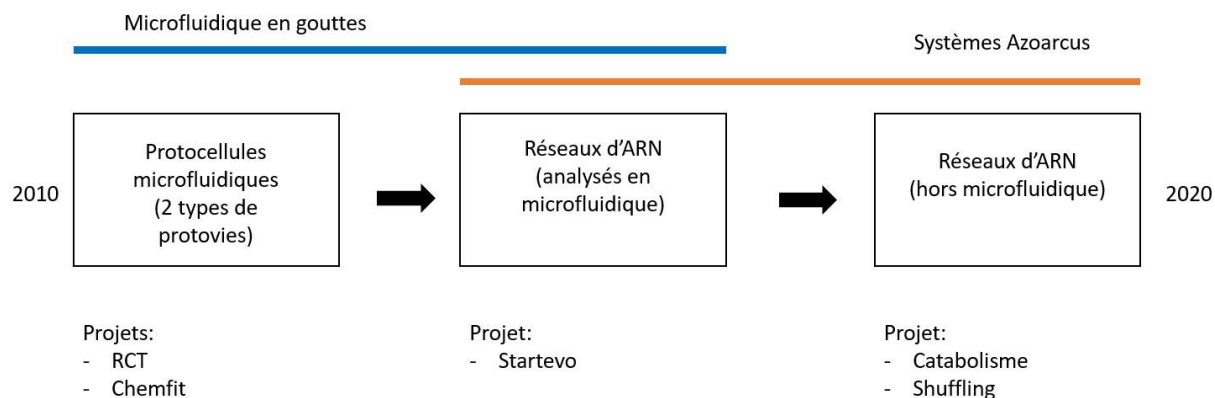 Microfluidique en gouttes
Systèmes Azoarcus
2010
Protocellules
microfluidiques
(2 types de
protovies)
Réseaux d’ARN
(analysés en
microfluidique)
Réseaux d’ARN
(hors microfluidique)
2020
Projets:
- RCT
- Chemfit
Projet:
- Startevo
Projet:
- Catabolisme
- Shuffling